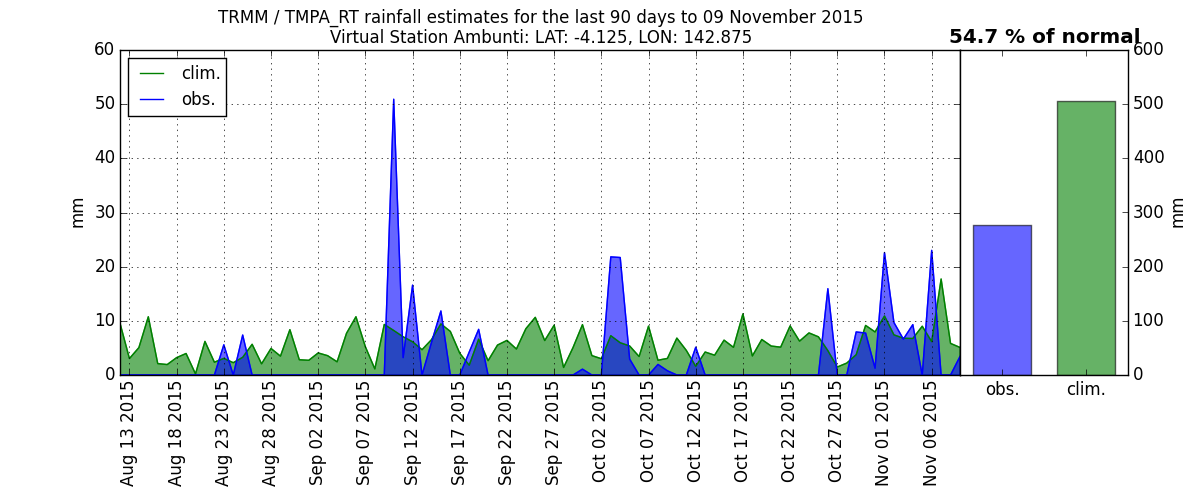 TRMM / TMPA_RT rainfall estimates for the last 90 days to 09 November 2015
Virtual Station Ambunti: LAT: -4.125, LON: 142.875
54.7 % of normal
clim.
obs.
mm
60
50
40
30
20
10
0
600
500
400
300
200
100
0
mm
Aug 13 2015
Aug 18 2015
Aug 23 2015
Aug 28 2015
Sep 02 2015
Sep 07 2015
Sep 12 2015
Sep 17 2015
Sep 22 2015
Sep 27 2015
Oct 02 2015
Oct 07 2015
Oct 12 2015
Oct 17 2015
Oct 22 2015
Oct 27 2015
Nov 01 2015
Nov 06 2015
obs.
clim.